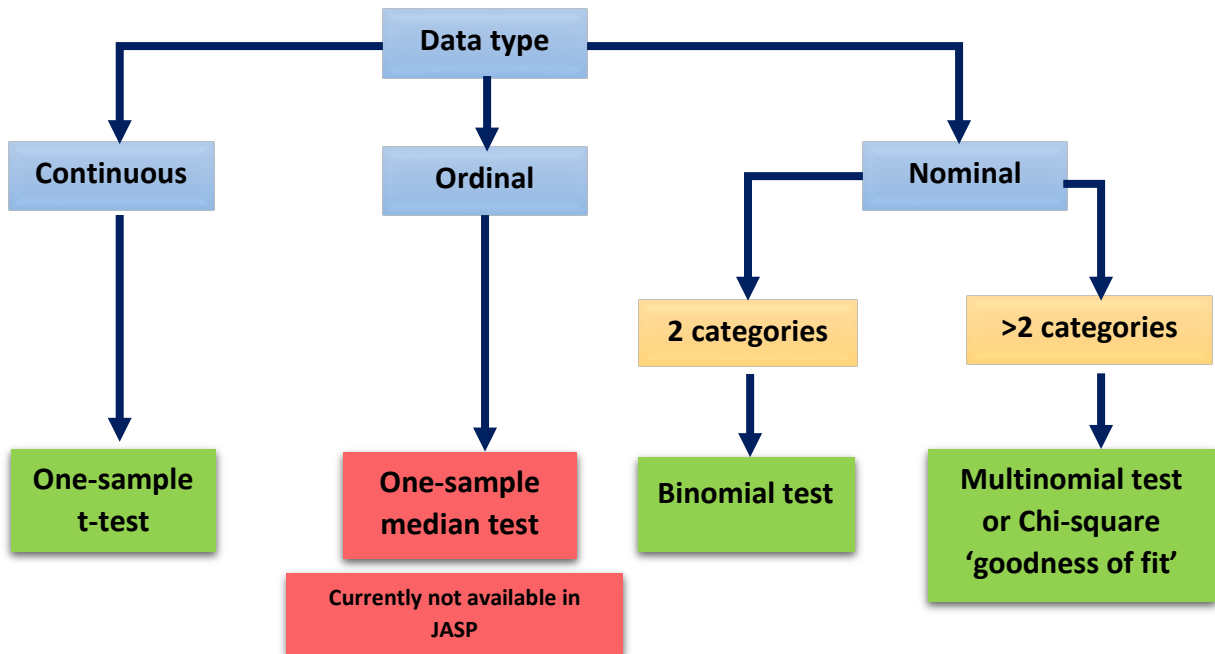 Data type
Continuous
Ordinal
Nominal
2 categories
>2 categories
One-sample
t-test
One-sample
median test
Binomial test
Multinomial test
or Chi-square
‘goodness of fit’
Currently not available in
JASP